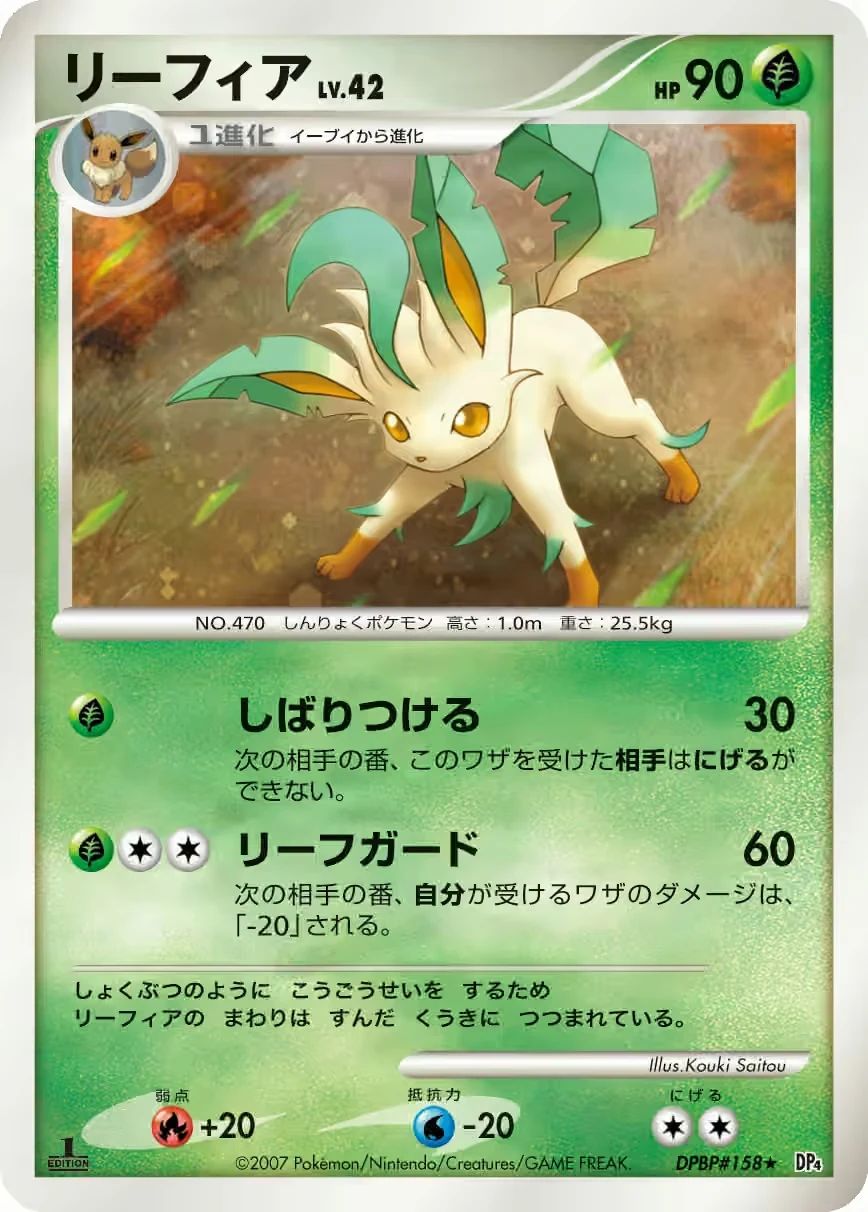 リーフィア LV.42 HP 90
1進化 イーブイから進化
NO.470 しんりょくポケモン 高さ:1.0m 重さ:25.5kg
しばりつける 30
次の相手の番、このワザを受けた相手はにげるが
できない。
リーフガード 60
次の相手の番、自分が受けるワザのダメージは、
「-20」される。
しょくぶつのように こうごうせいを するため
リーフィアの まわりは すんだ くうきに つつまれている。
Illus.Kouki Saitou
弱点 抵抗力 にげる
+20 -20
1 EDITION
©2007 Pokémon/Nintendo/Creatures/GAME FREAK. DPBP#158★ DP4